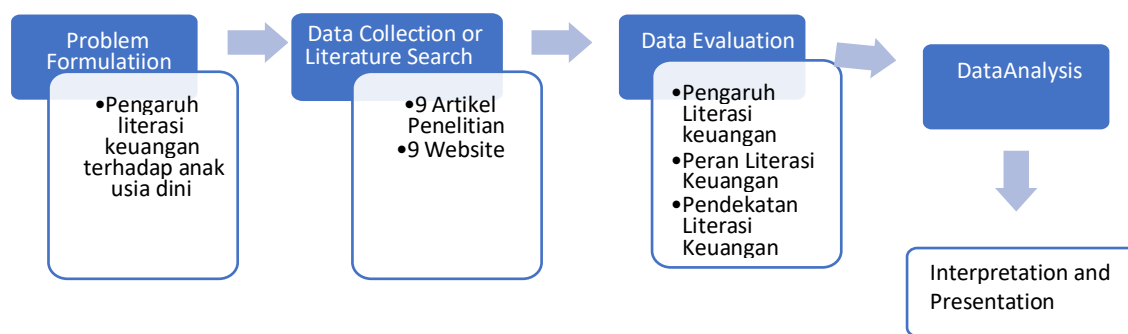 Problem
Formulatiion
•Pengaruh
literasi
keuangan
terhadap anak
usia dini
Data Collection or
Literature Search
•9 Artikel
Penelitian
•9 Website
Data Evaluation
•Pengaruh
Literasi
keuangan
•Peran Literasi
Keuangan
•Pendekatan
Literasi
Keuangan
DataAnalysis
Interpretation and
Presentation